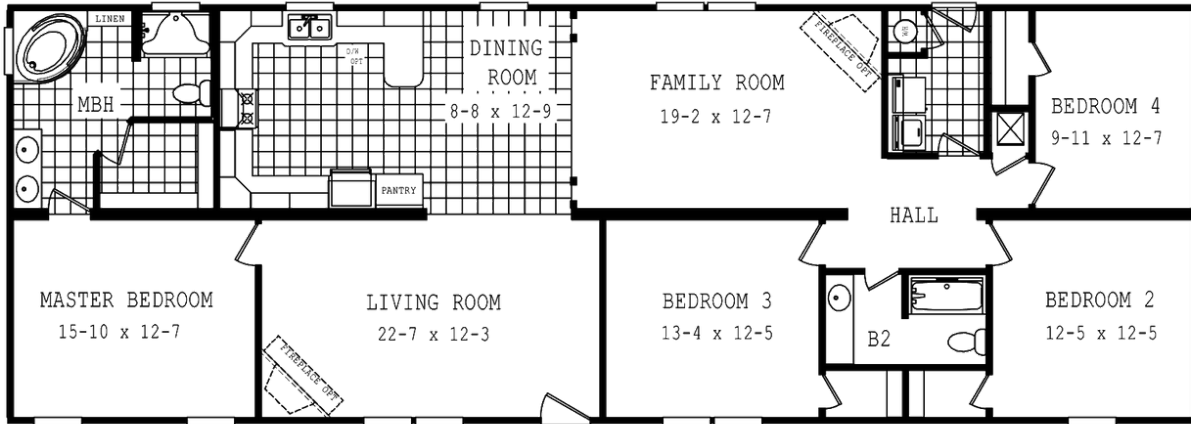 LINEN
MBH
D/W
OPT
PANTRY
DINING
ROOM
8-8 x 12-9
FAMILY ROOM
19-2 x 12-7
FIREPLACE OPT
HW
BEDROOM 4
9-11 x 12-7
HALL
MASTER BEDROOM
15-10 x 12-7
LIVING ROOM
22-7 x 12-3
FIREPLACE OPT
BEDROOM 3
13-4 x 12-5
B2
BEDROOM 2
12-5 x 12-5